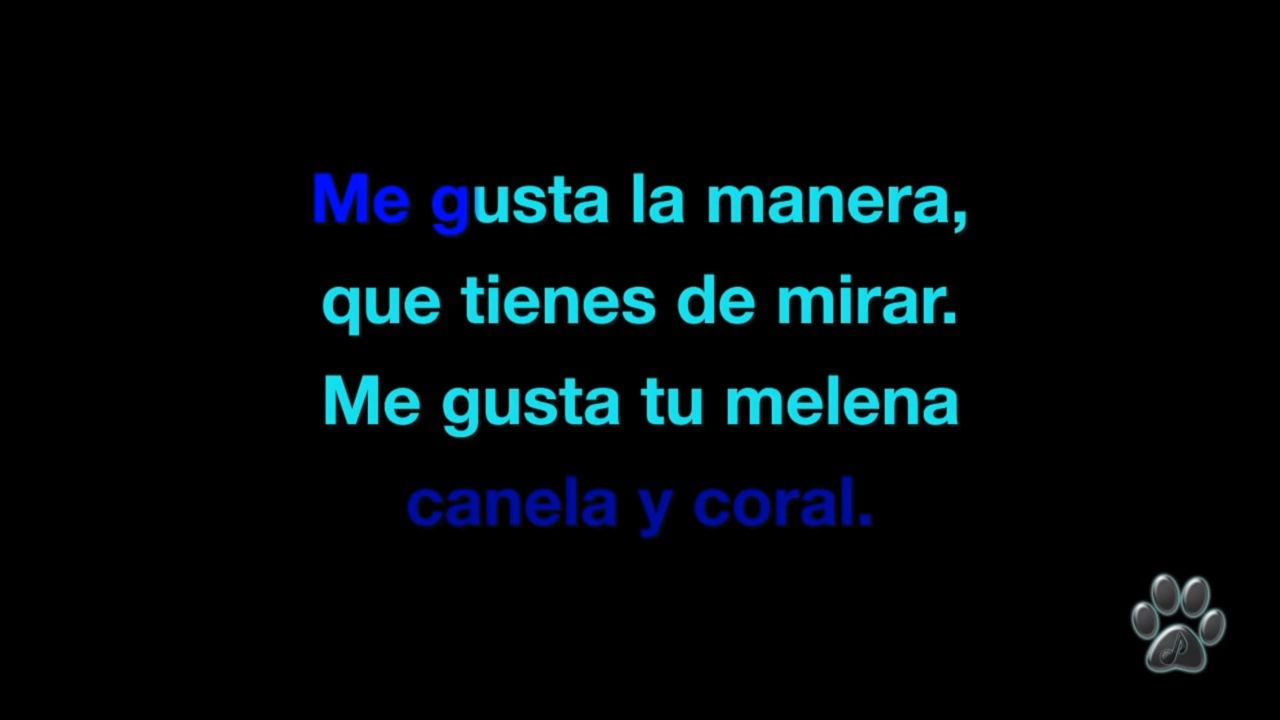 Me gusta la manera,
que tienes de mirar.
Me gusta tu melena
canela y coral.